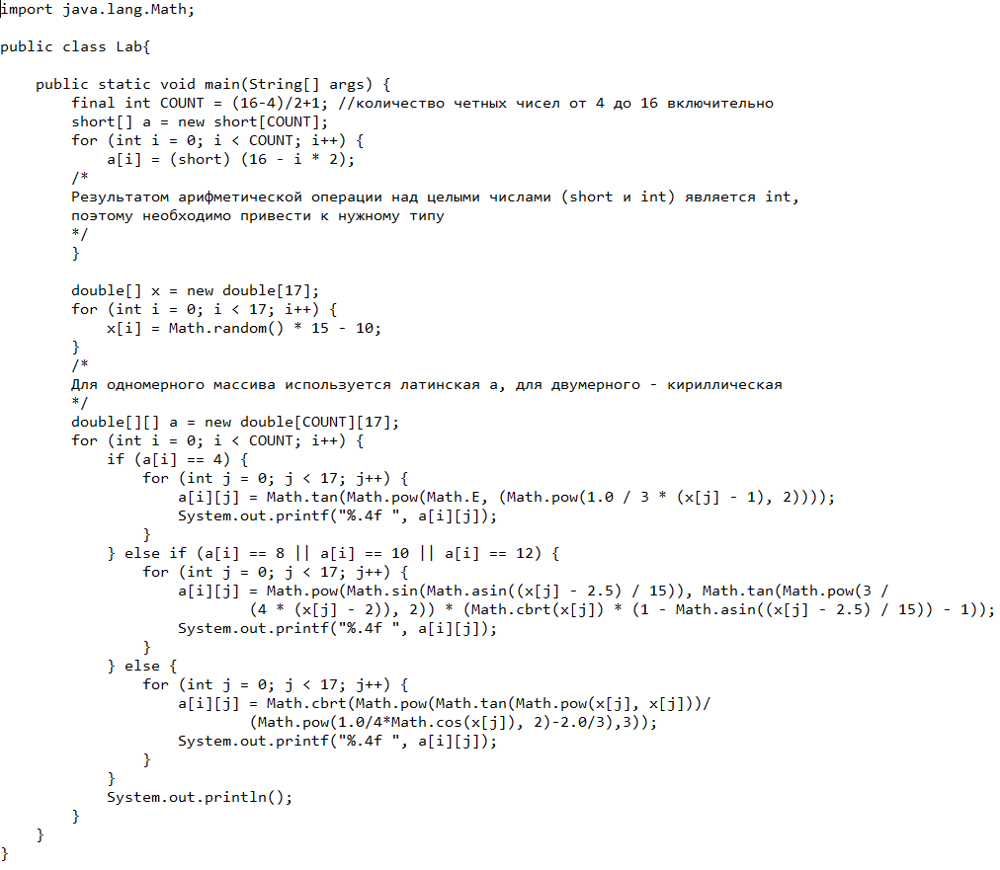 import java.lang.Math;

public class Lab{

    public static void main(String[] args) {
        final int COUNT = (16-4)/2+1; //количество четных чисел от 4 до 16 включительно
        short[] a = new short[COUNT];
        for (int i = 0; i < COUNT; i++) {
            a[i] = (short) (16 - i * 2);
        /*
        Результатом арифметической операции над целыми числами (short и int) является int,
        поэтому необходимо привести к нужному типу
        */
        }

        double[] x = new double[17];
        for (int i = 0; i < 17; i++) {
            x[i] = Math.random() * 15 - 10;
        }
        /*
        Для одномерного массива используется латинская a, для двумерного - кириллическая
        */
        double[][] а = new double[COUNT][17];
        for (int i = 0; i < COUNT; i++) {
            if (a[i] == 4) {
                for (int j = 0; j < 17; j++) {
                    а[i][j] = Math.tan(Math.pow(Math.E, (Math.pow(1.0 / 3 * (x[j] - 1), 2))));
                    System.out.printf("%.4f ", а[i][j]);
                }
            } else if (a[i] == 8 || a[i] == 10 || a[i] == 12) {
                for (int j = 0; j < 17; j++) {
                    а[i][j] = Math.pow(Math.sin(Math.asin((x[j] - 2.5) / 15)), Math.tan(Math.pow(3 /
                            (4 * (x[j] - 2)), 2)) * (Math.cbrt(x[j]) * (1 - Math.asin((x[j] - 2.5) / 15)) - 1));
                    System.out.printf("%.4f ", а[i][j]);
                }
            } else {
                for (int j = 0; j < 17; j++) {
                    а[i][j] = Math.cbrt(Math.pow(Math.tan(Math.pow(x[j], x[j]))/
                            (Math.pow(1.0/4*Math.cos(x[j]), 2)-2.0/3),3));
                    System.out.printf("%.4f ", а[i][j]);
                }
            }
            System.out.println();
        }
    }
}